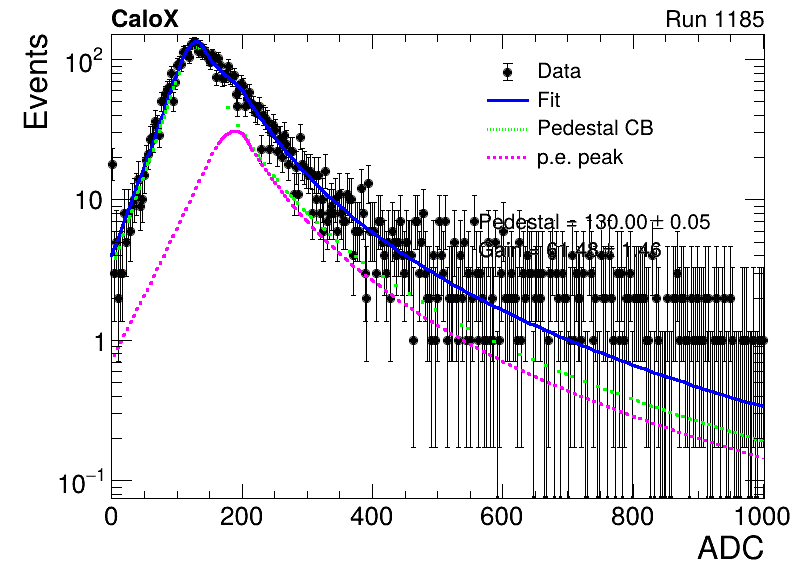 CaloX Run 1185
Events
Data
Fit
Pedestal CB
p.e. peak
Pedestal = 130.00 ± 0.05
Gain = 61.48 ± 1.46
10²
10
1
10⁻¹
0 200 400 600 800 1000
ADC